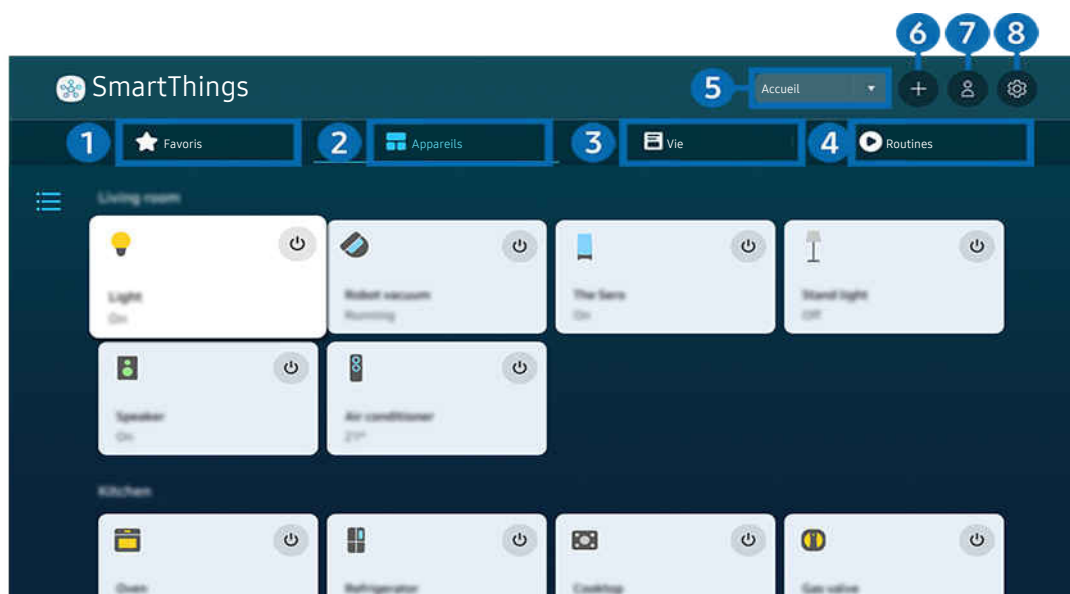 6 7 8
SmartThings
5 Accueil
1 Favoris 2 Appareils 3 Vie 4 Routines
Living room
Light
On
Robot vacuum
Running
The Sero
On
Stand light
Off
Speaker
On
Air conditioner
Kitchen
Oven
Refrigerator
Cooktop
Gas valve